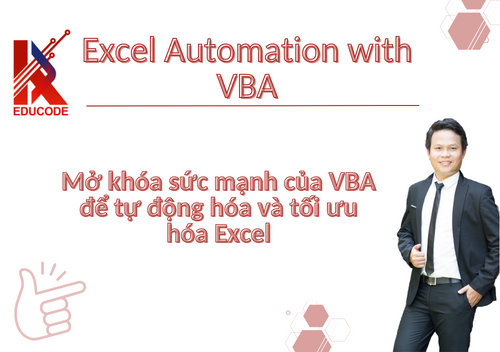 EDUCODE
Excel Automation with
VBA
Mở khóa sức mạnh của VBA
để tự động hóa và tối ưu
hóa Excel